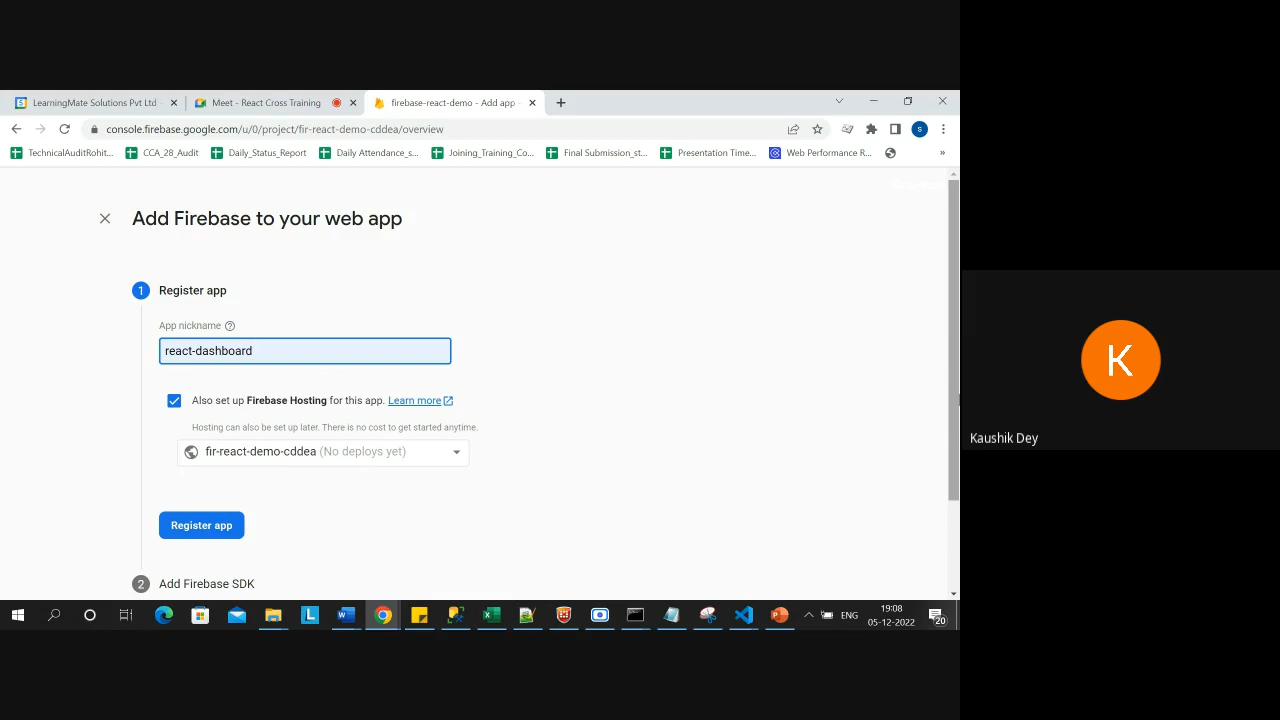 LearningMate Solutions Pvt Ltd
Meet - React Cross Training
firebase-react-demo - Add app
console.firebase.google.com/u/0/project/fir-react-demo-cddea/overview
S
TechnicalAuditRohit...
CCA_28_Audit
Daily_Status_Report
Daily Attendance_s...
Joining_Training_Co...
Final Submission_st...
Presentation Time...
Web Performance R...
»
Add Firebase to your web app
1 Register app
App nickname
react-dashboard
Also set up Firebase Hosting for this app. Learn more
Hosting can also be set up later. There is no cost to get started anytime.
fir-react-demo-cddea (No deploys yet)
Register app
2 Add Firebase SDK
K
Kaushik Dey
ENG
19:08
05-12-2022
20